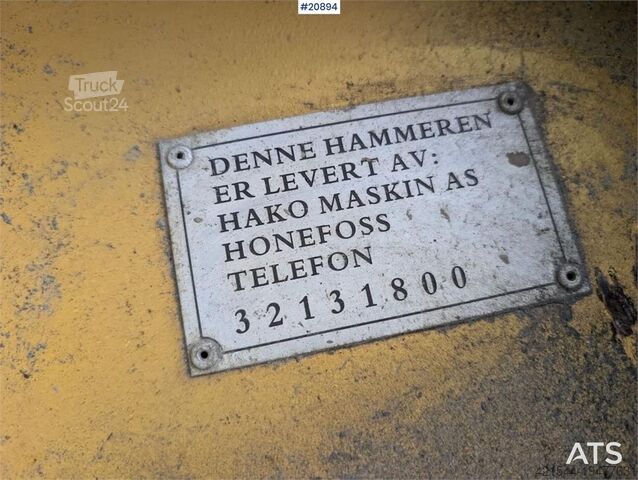 #20894
Truck
Scout24
DENNE HAMMEREN
ER LEVERT AV:
HAKO MASKIN AS
HONEFOSS
TELEFON
32131800
ATS